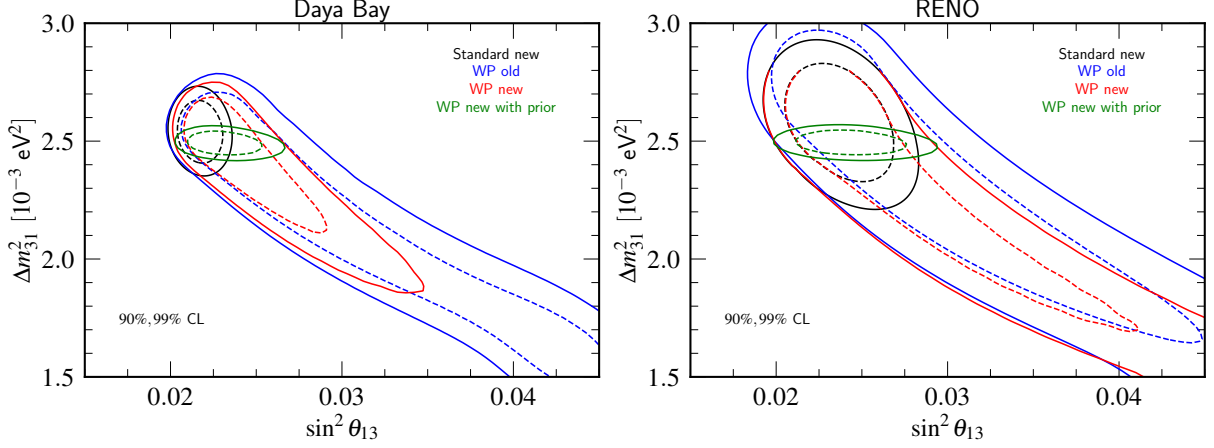 Daya Bay
3.0
2.5
2.0
1.5
Δm²₃₁ [10⁻³ eV²]
Standard new
WP old
WP new
WP new with prior
90%, 99% CL
0.02
0.03
0.04
sin² θ₁₃
RENO
3.0
2.5
2.0
1.5
Δm²₃₁ [10⁻³ eV²]
Standard new
WP old
WP new
WP new with prior
90%, 99% CL
0.02
0.03
0.04
sin² θ₁₃